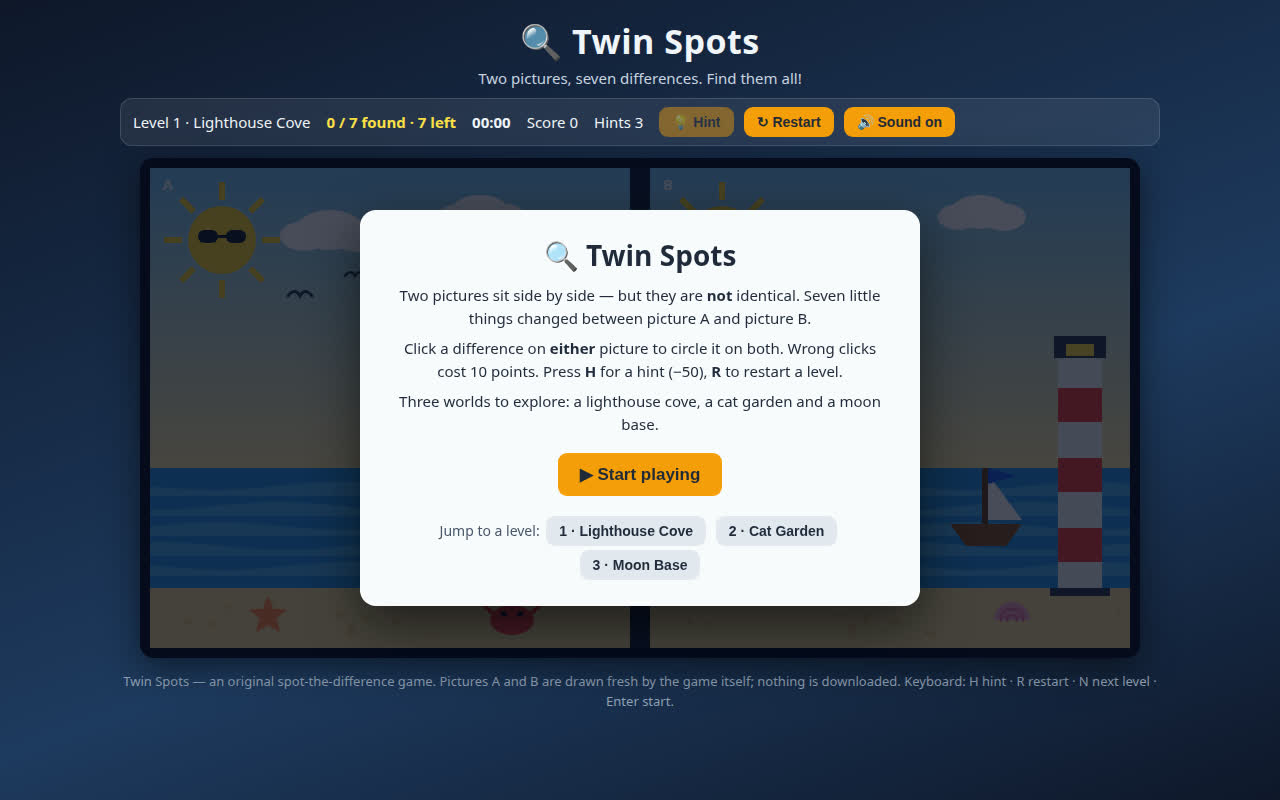 🔍 Twin Spots
Two pictures, seven differences. Find them all!
Level 1 · Lighthouse Cove 0 / 7 found · 7 left 00:00 Score 0 Hints 3 💡 Hint ↻ Restart 🔊 Sound on
A B
🔍 Twin Spots
Two pictures sit side by side — but they are not identical. Seven little
things changed between picture A and picture B.
Click a difference on either picture to circle it on both. Wrong clicks
cost 10 points. Press H for a hint (−50), R to restart a level.
Three worlds to explore: a lighthouse cove, a cat garden and a moon
base.
▶ Start playing
Jump to a level: 1 · Lighthouse Cove 2 · Cat Garden
3 · Moon Base
Twin Spots — an original spot-the-difference game. Pictures A and B are drawn fresh by the game itself; nothing is downloaded. Keyboard: H hint · R restart · N next level ·
Enter start.